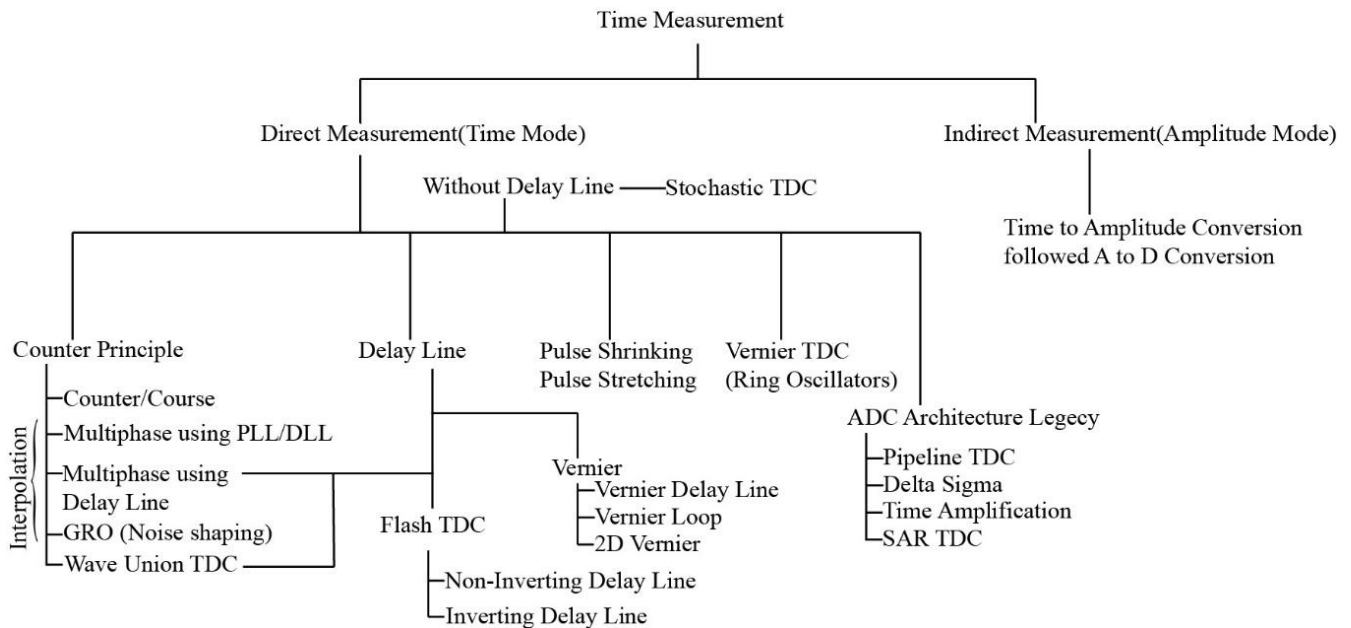 Time Measurement
Direct Measurement(Time Mode)
Indirect Measurement(Amplitude Mode)
Without Delay Line
Stochastic TDC
Time to Amplitude Conversion
followed A to D Conversion
Counter Principle
Counter/Course
Interpolation
Multiphase using PLL/DLL
Multiphase using
Delay Line
GRO (Noise shaping)
Wave Union TDC
Delay Line
Flash TDC
Non-Inverting Delay Line
Inverting Delay Line
Vernier
Vernier Delay Line
Vernier Loop
2D Vernier
Pulse Shrinking
Pulse Stretching
Vernier TDC
(Ring Oscillators)
ADC Architecture Legecy
Pipeline TDC
Delta Sigma
Time Amplification
SAR TDC